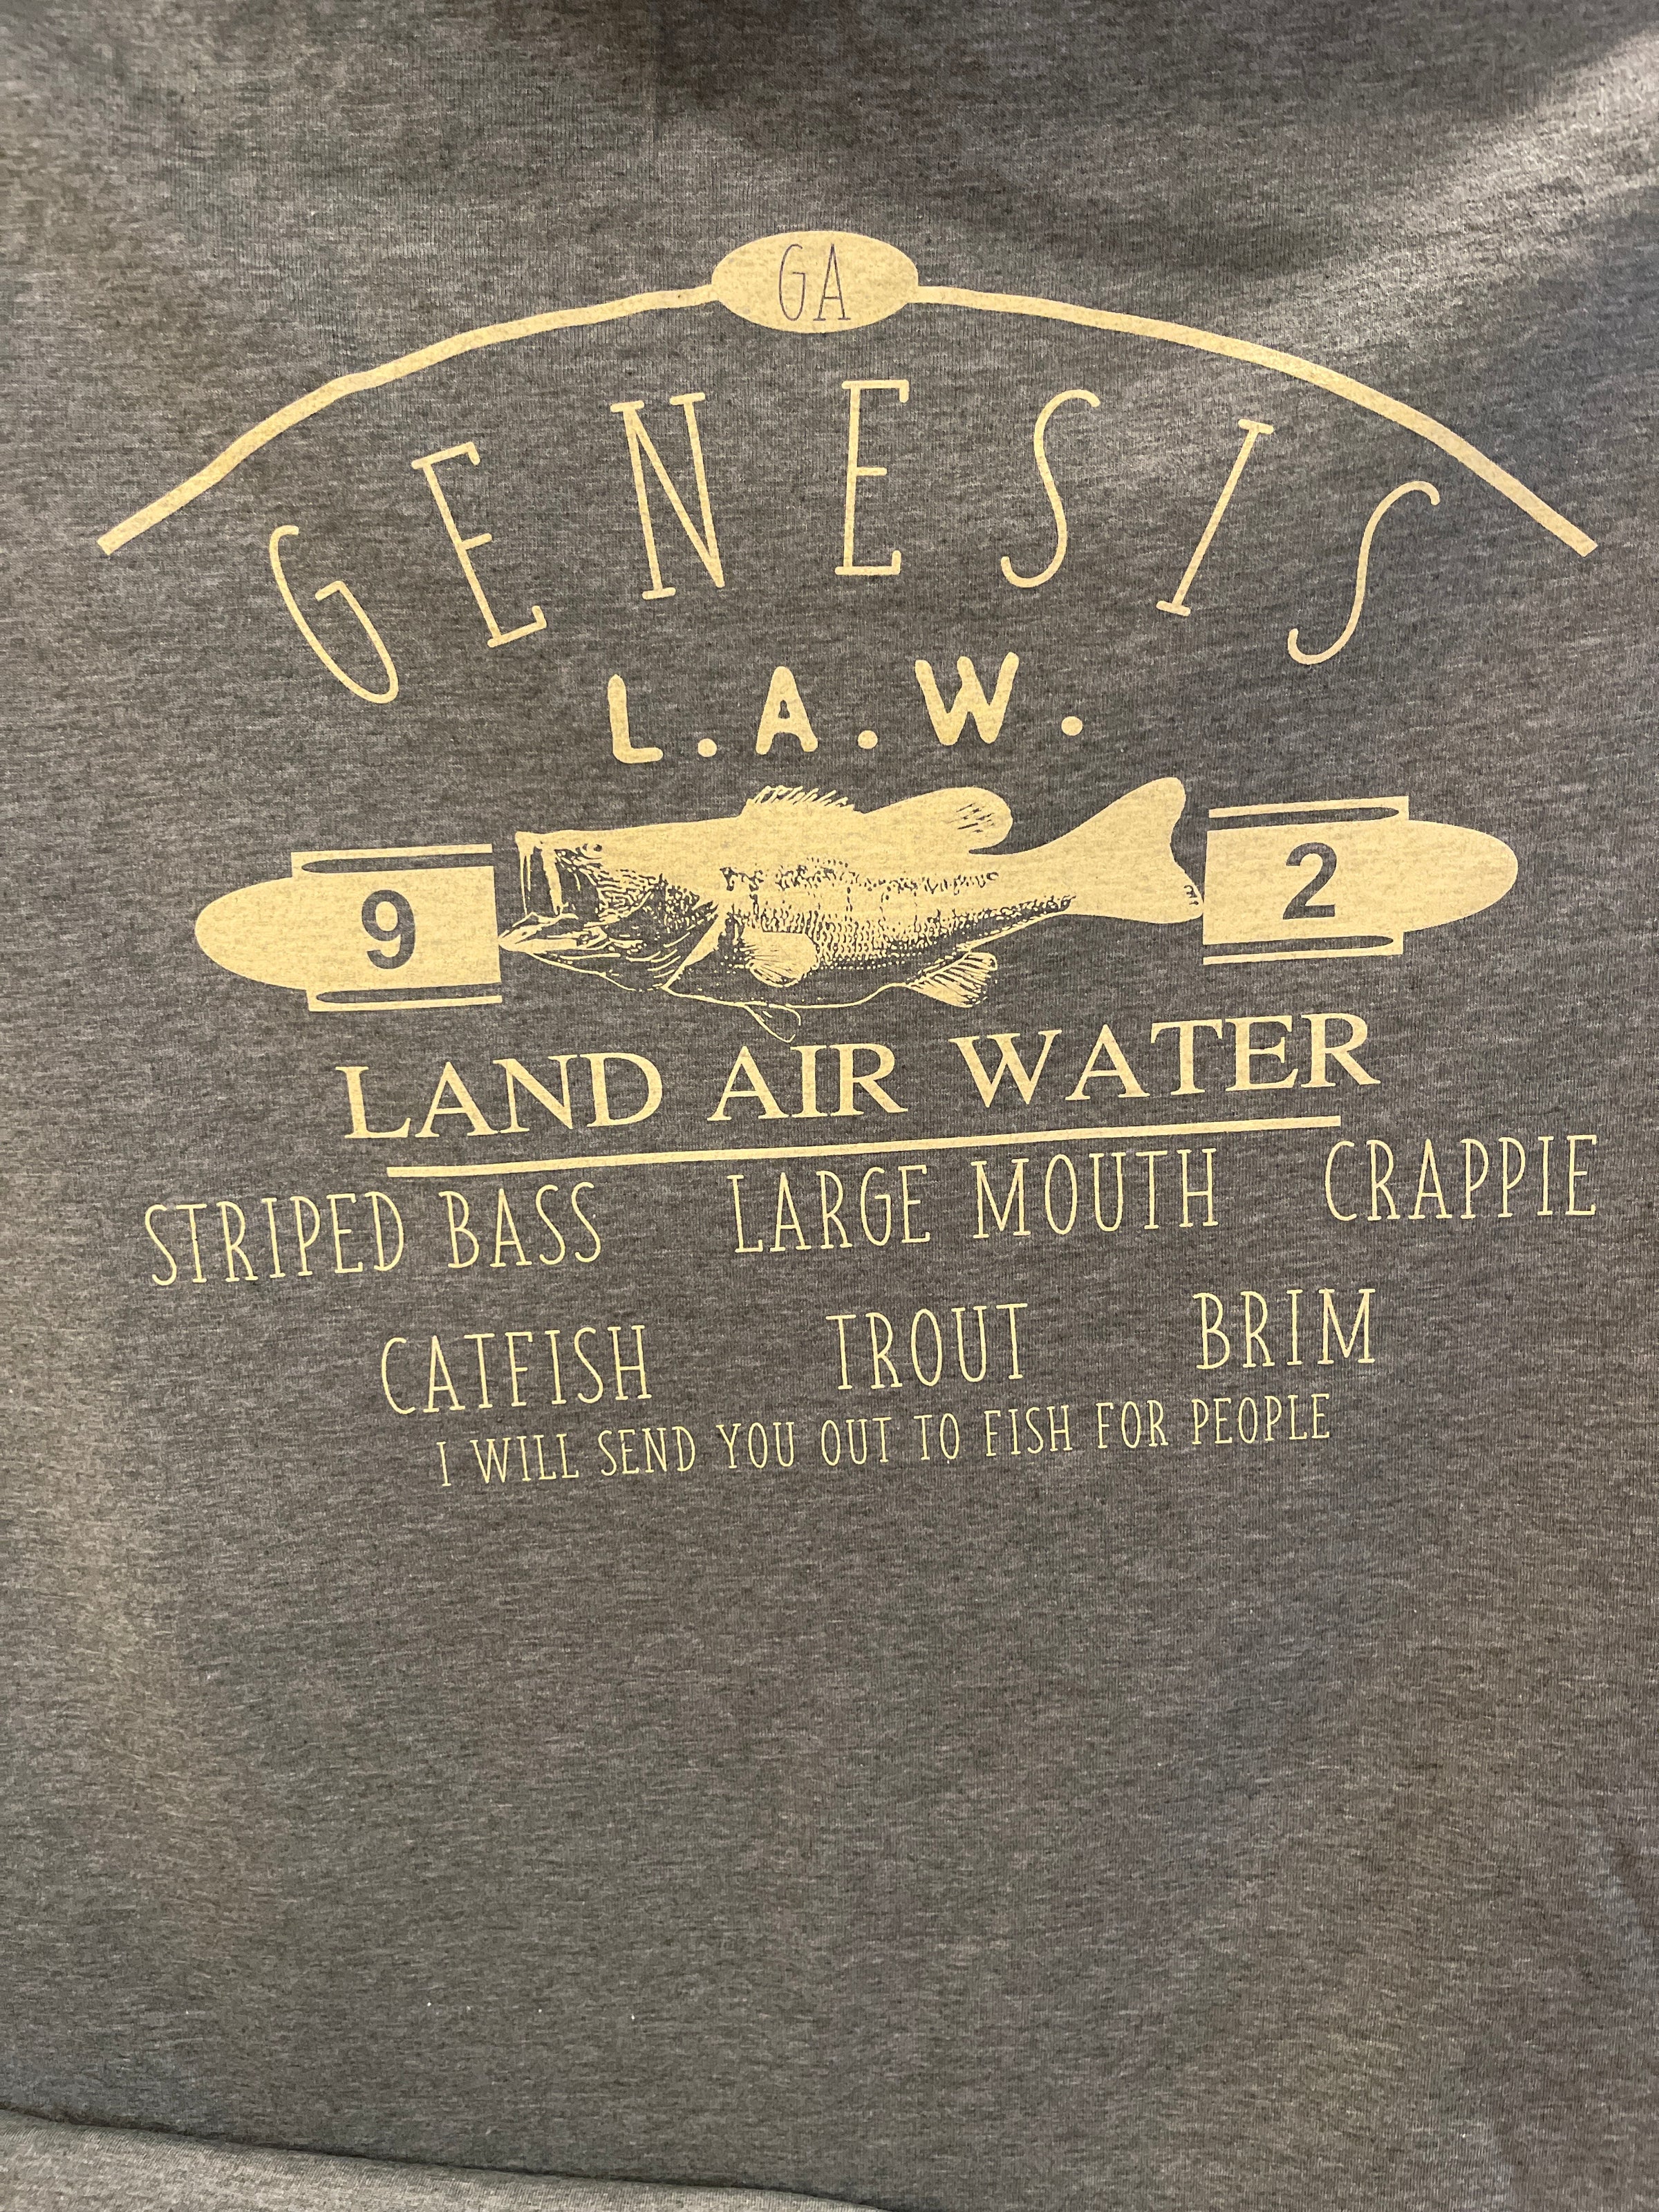 GA
GENESIS
L.A.W.
9 2
LAND AIR WATER
STRIPED BASS LARGE MOUTH CRAPPIE
CATFISH TROUT BRIM
I WILL SEND YOU OUT TO FISH FOR PEOPLE